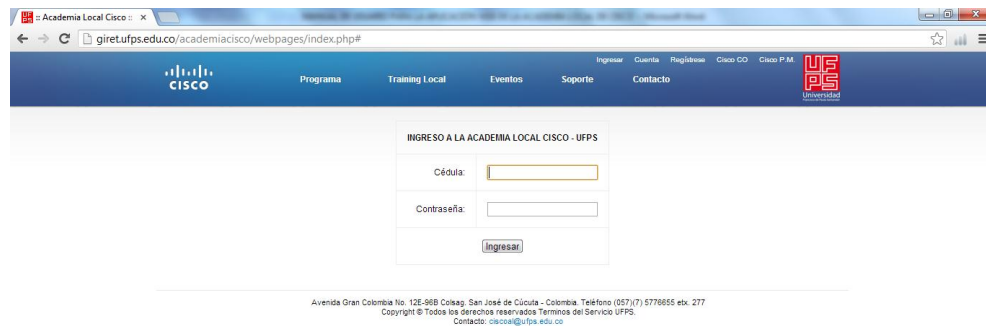 :: Academia Local Cisco ::
giret.ufps.edu.co/academiacisco/webpages/index.php#
Ingresar Cuenta Regístrese Cisco CO Cisco P.M.
CISCO
Programa Training Local Eventos Soporte Contacto
UFPS
Universidad
INGRESO A LA ACADEMIA LOCAL CISCO - UFPS
Cédula:
Contraseña:
Ingresar
Avenida Gran Colombia No. 12E-96B Colsag. San José de Cúcuta - Colombia. Teléfono (057)(7) 5776655 etx. 277
Copyright © Todos los derechos reservados Terminos del Servicio UFPS.
Contacto: ciscoal@ufps.edu.co